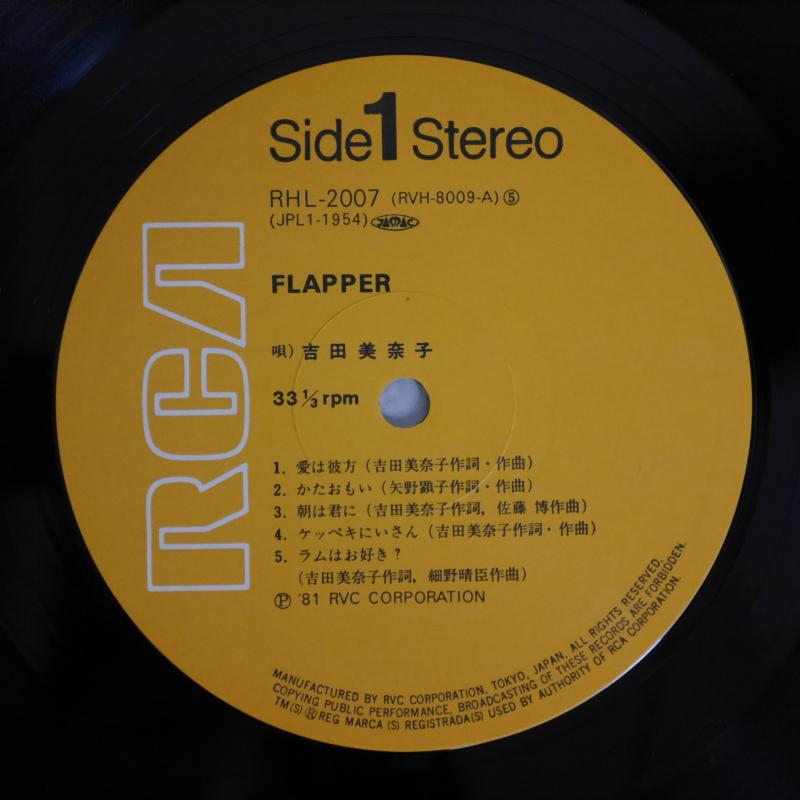 Side 1 Stereo
RHL-2007 (RVH-8009-A) ⑤
(JPL1-1954) JASRAC
FLAPPER
唄) 吉田美奈子
33 1/3 rpm
1. 愛は彼方 (吉田美奈子作詞・作曲)
2. かたおもい (矢野顕子作詞・作曲)
3. 朝は君に (吉田美奈子作詞, 佐藤 博作曲)
4. ケッペキにいさん (吉田美奈子作詞・作曲)
5. ラムはお好き?
(吉田美奈子作詞, 細野晴臣作曲)
Ⓟ '81 RVC CORPORATION
RCA
MANUFACTURED BY RVC CORPORATION, TOKYO, JAPAN, ALL RIGHTS RESERVED,
COPYING PUBLIC PERFORMANCE, BROADCASTING OF THESE RECORDS ARE FORBIDDEN.
TM(S) ® REG MARCA (S) REGISTRADA(S) USED BY AUTHORITY OF RCA CORPORATION.